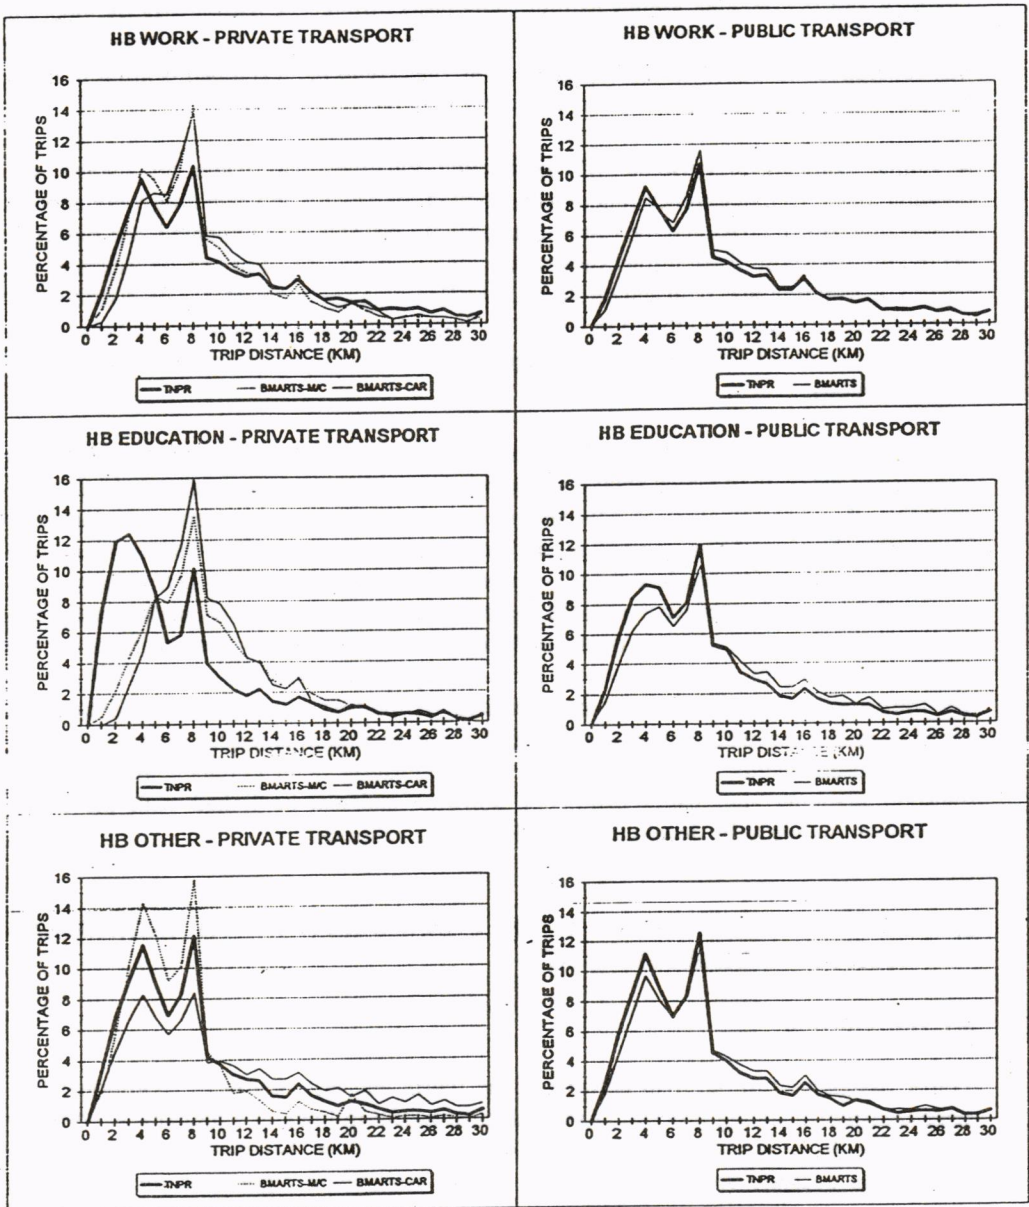 HB WORK - PRIVATE TRANSPORT
PERCENTAGE OF TRIPS
16
14
12
10
8
6
4
2
0
0 2 4 6 8 10 12 14 16 18 20 22 24 26 28 30
TRIP DISTANCE (KM)
TNPR BMARTS-M/C BMARTS-CAR
HB WORK - PUBLIC TRANSPORT
PERCENTAGE OF TRIPS
16
14
12
10
8
6
4
2
0
0 2 4 6 8 10 12 14 16 18 20 22 24 26 28 30
TRIP DISTANCE (KM)
TNPR BMARTS
HB EDUCATION - PRIVATE TRANSPORT
PERCENTAGE OF TRIPS
16
14
12
10
8
6
4
2
0
0 2 4 6 8 10 12 14 16 18 20 22 24 26 28 30
TRIP DISTANCE (KM)
TNPR BMARTS-M/C BMARTS-CAR
HB EDUCATION - PUBLIC TRANSPORT
PERCENTAGE OF TRIPS
16
14
12
10
8
6
4
2
0
0 2 4 6 8 10 12 14 16 18 20 22 24 26 28 30
TRIP DISTANCE (KM)
TNPR BMARTS
HB OTHER - PRIVATE TRANSPORT
PERCENTAGE OF TRIPS
16
14
12
10
8
6
4
2
0
0 2 4 6 8 10 12 14 16 18 20 22 24 26 28 30
TRIP DISTANCE (KM)
TNPR BMARTS-M/C BMARTS-CAR
HB OTHER - PUBLIC TRANSPORT
PERCENTAGE OF TRIPS
16
14
12
10
8
6
4
2
0
0 2 4 6 8 10 12 14 16 18 20 22 24 26 28 30
TRIP DISTANCE (KM)
TNPR BMARTS